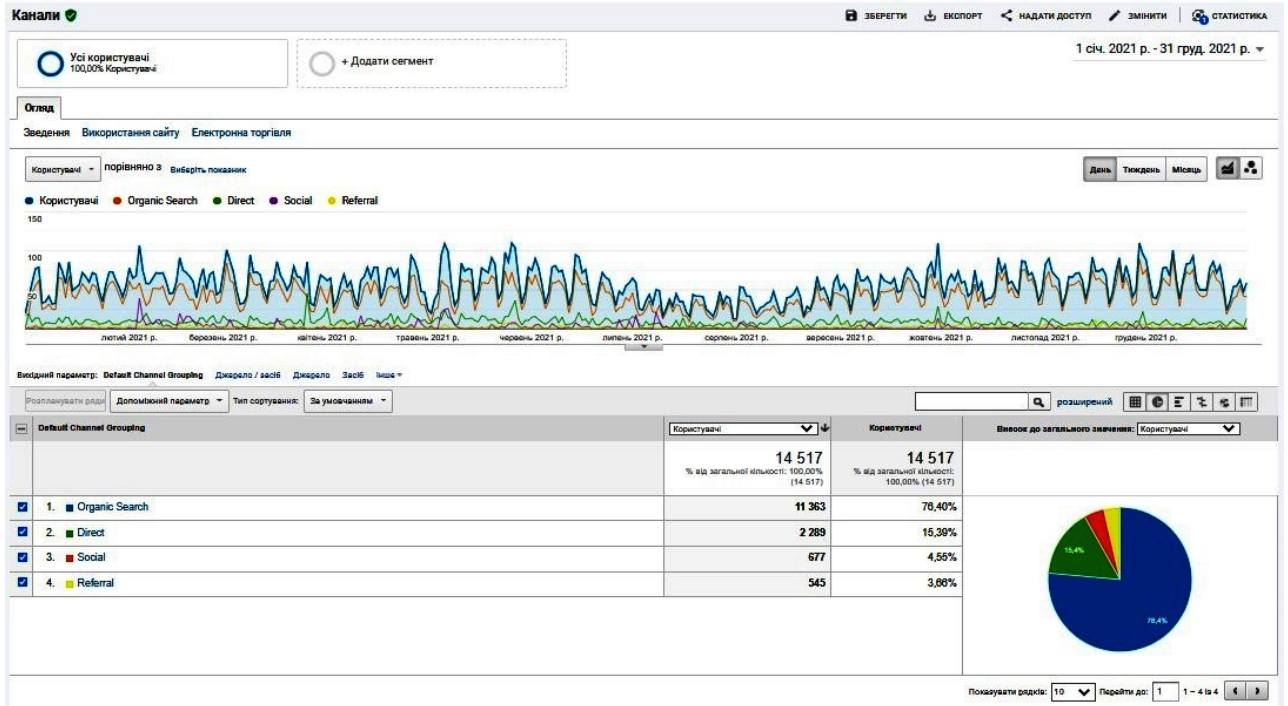 Канали
ЗБЕРЕГТИ ЕКСПОРТ НАДАТИ ДОСТУП ЗМІНИТИ СТАТИСТИКА
1 січ. 2021 р. - 31 груд. 2021 р.
Усі користувачі
100,00% Користувачі
+ Додати сегмент
Огляд
Зведення Використання сайту Електронна торгівля
Користувачі порівняно з Виберіть показник
День Тиждень Місяць
Користувачі Organic Search Direct Social Referral
150
100
50
лютий 2021 р. березень 2021 р. квітень 2021 р. травень 2021 р. червень 2021 р. липень 2021 р. серпень 2021 р. вересень 2021 р. жовтень 2021 р. листопад 2021 р. грудень 2021 р.
Вихідний параметр: Default Channel Grouping Джерело / засіб Джерело Засіб Інше
Розпланувати ряди Допоміжний параметр Тип сортування: За умовчанням розширений
Default Channel Grouping Користувачі Користувачі Внесок до загального значення: Користувачі
14 517 14 517
% від загальної кількості: 100,00% % від загальної кількості:
(14 517) 100,00% (14 517)
1. Organic Search 11 363 76,40%
2. Direct 2 289 15,39%
3. Social 677 4,55%
4. Referral 545 3,66%
15,4%
76,4%
Показувати рядків: 10 Перейти до: 1 1 – 4 із 4